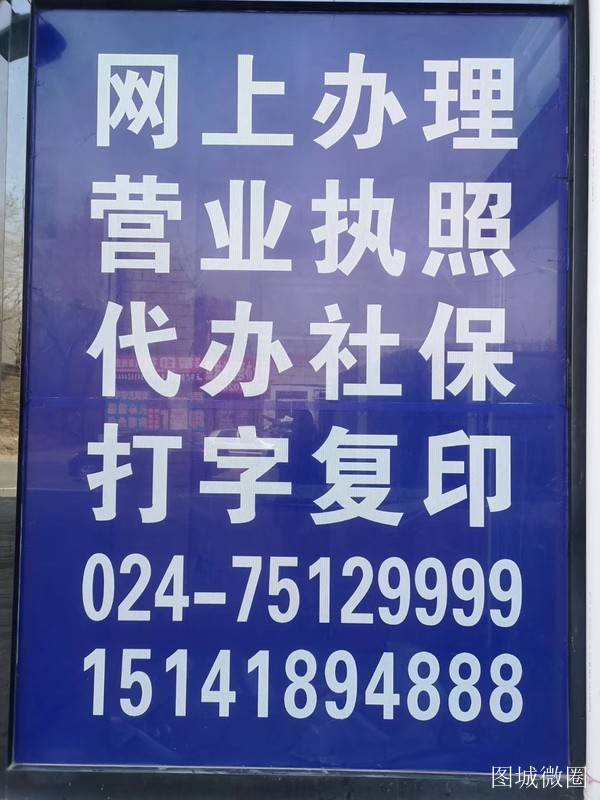 网上办理
营业执照
代办社保
打字复印
024-75129999
15141894888
图城微圈